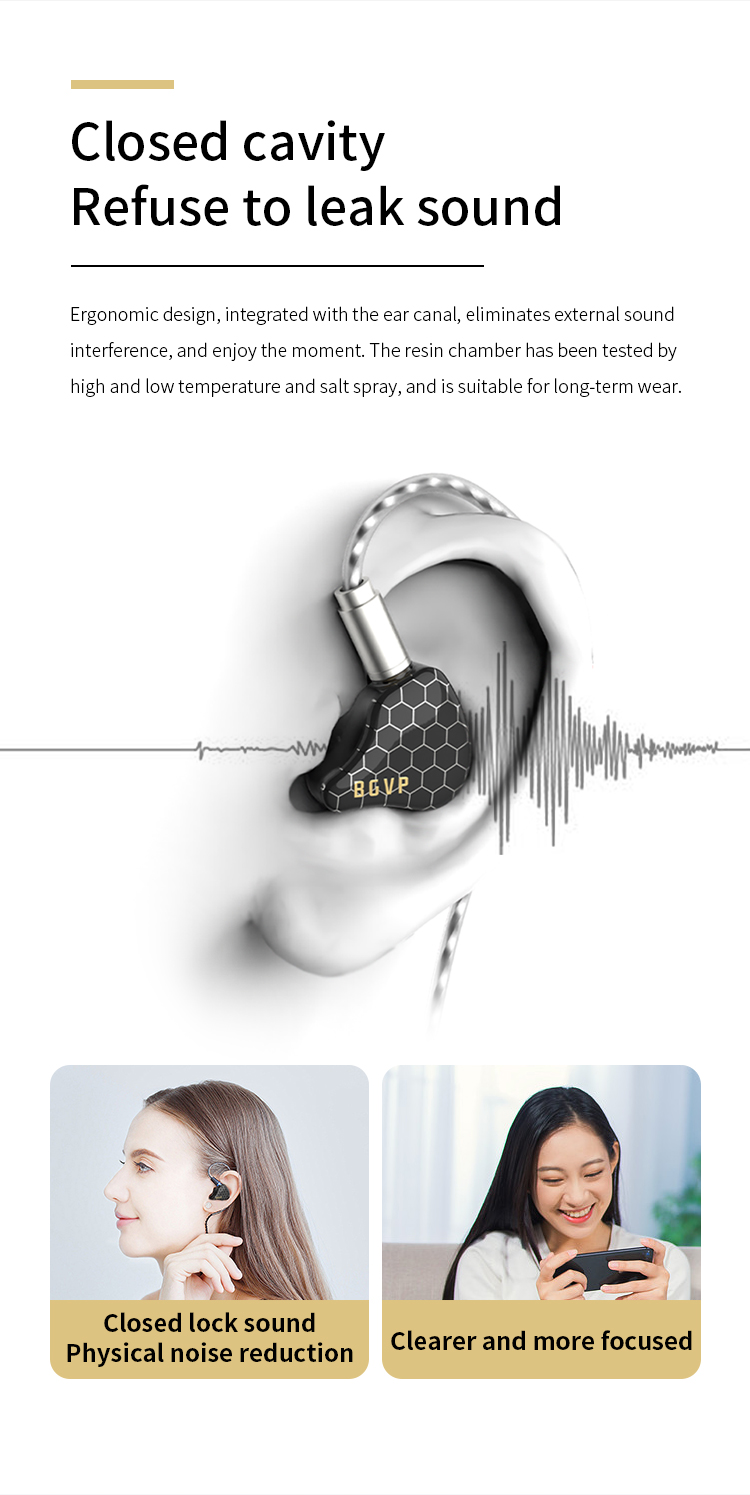 Closed cavity
Refuse to leak sound
Ergonomic design, integrated with the ear canal, eliminates external sound
interference, and enjoy the moment. The resin chamber has been tested by
high and low temperature and salt spray, and is suitable for long-term wear.
BGVP
Closed lock sound
Physical noise reduction
Clearer and more focused